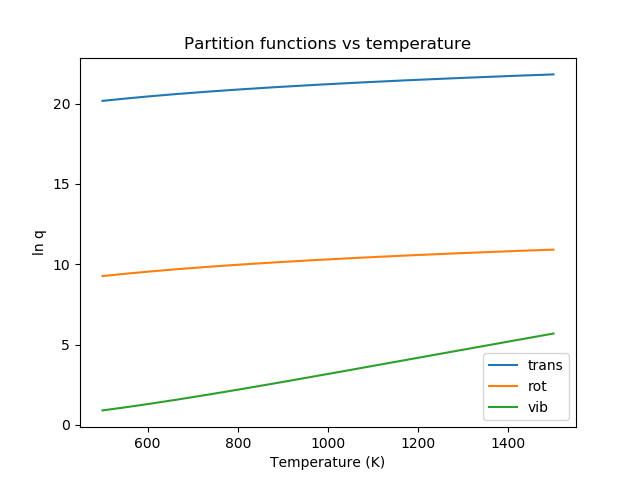 Partition functions vs temperature
ln q
20
15
10
5
0
600 800 1000 1200 1400
Temperature (K)
trans
rot
vib